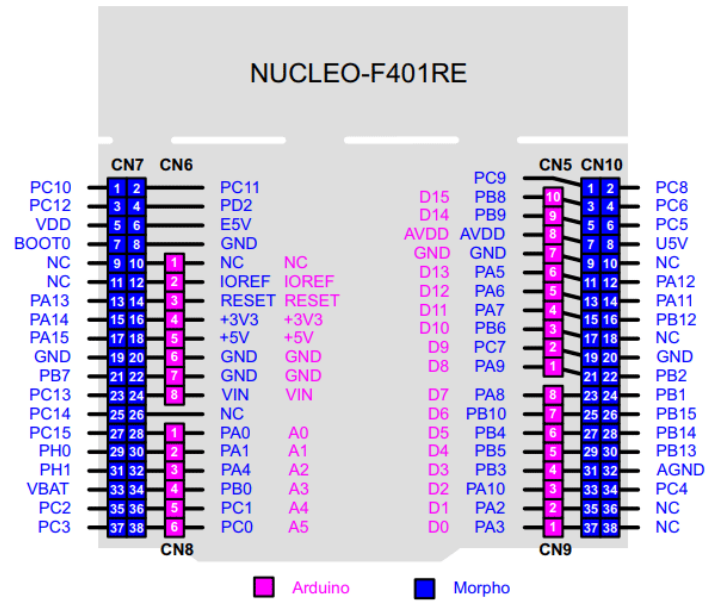 NUCLEO-F401RE
CN7 CN6 CN5 CN10
PC9
PC10 1 2 PC11 1 2 PC8
PC12 3 4 PD2 D15 PB8 10 3 4 PC6
VDD 5 6 E5V D14 PB9 9 5 6 PC5
BOOT0 7 8 GND AVDD AVDD 8 7 8 U5V
NC 9 10 1 NC NC GND GND 7 9 10 NC
NC 11 12 2 IOREF IOREF D13 PA5 6 11 12 PA12
PA13 13 14 3 RESET RESET D12 PA6 5 13 14 PA11
PA14 15 16 4 +3V3 +3V3 D11 PA7 4 15 16 PB12
PA15 17 18 5 +5V +5V D10 PB6 3 17 18 NC
GND 19 20 6 GND GND D9 PC7 2 19 20 GND
PB7 21 22 7 GND GND D8 PA9 1 21 22 PB2
PC13 23 24 8 VIN VIN D7 PA8 8 23 24 PB1
PC14 25 26 NC D6 PB10 7 25 26 PB15
PC15 27 28 1 PA0 A0 D5 PB4 6 27 28 PB14
PH0 29 30 2 PA1 A1 D4 PB5 5 29 30 PB13
PH1 31 32 3 PA4 A2 D3 PB3 4 31 32 AGND
VBAT 33 34 4 PB0 A3 D2 PA10 3 33 34 PC4
PC2 35 36 5 PC1 A4 D1 PA2 2 35 36 NC
PC3 37 38 6 PC0 A5 D0 PA3 1 37 38 NC
CN8 CN9
Arduino Morpho